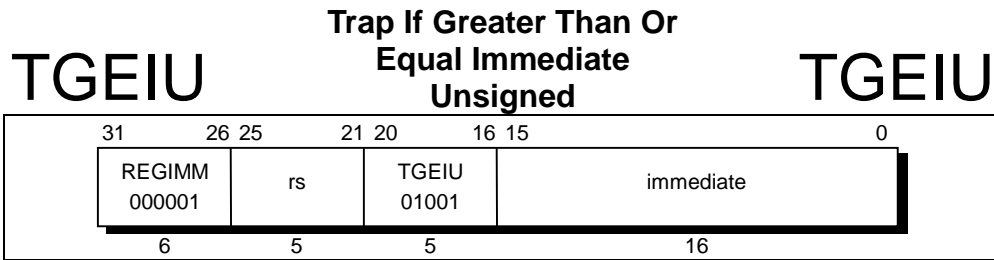 Trap If Greater Than Or
TGEIU Equal Immediate TGEIU
Unsigned
31 26 25 21 20 16 15 0
REGIMM rs TGEIU immediate
000001 01001
6 5 5 16